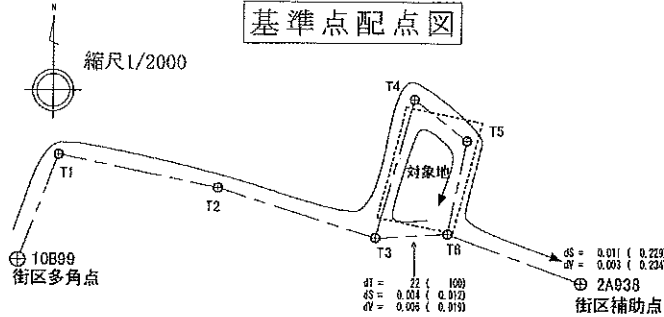 基準点配点図
N
縮尺1/2000
T4
T5
T1
対象地
T2
T3
T6
10B99
街区多角点
dS = 0.011 ( 0.229)
dV = 0.003 ( 0.234)
2A938
街区補助点
dT = 22 ( 100)
dS = 0.004 ( 0.012)
dV = 0.006 ( 0.019)